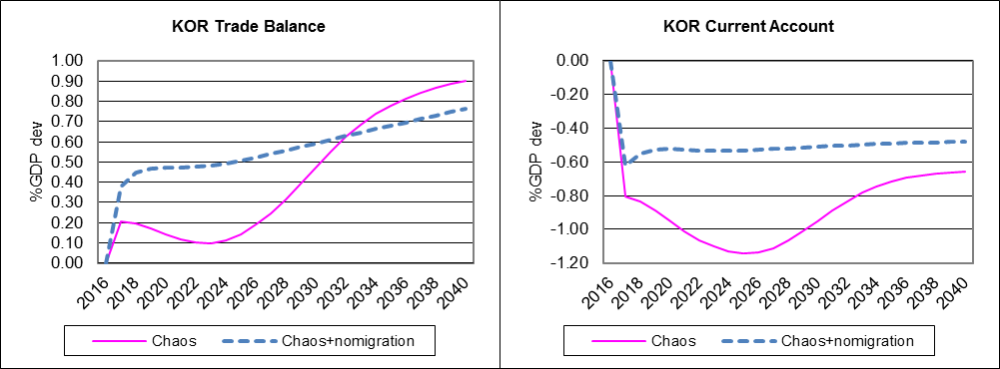 KOR Trade Balance
%GDP dev
1.00
0.90
0.80
0.70
0.60
0.50
0.40
0.30
0.20
0.10
0.00
2016 2018 2020 2022 2024 2026 2028 2030 2032 2034 2036 2038 2040
Chaos Chaos+nomigration
KOR Current Account
%GDP dev
0.00
-0.20
-0.40
-0.60
-0.80
-1.00
-1.20
2016 2018 2020 2022 2024 2026 2028 2030 2032 2034 2036 2038 2040
Chaos Chaos+nomigration